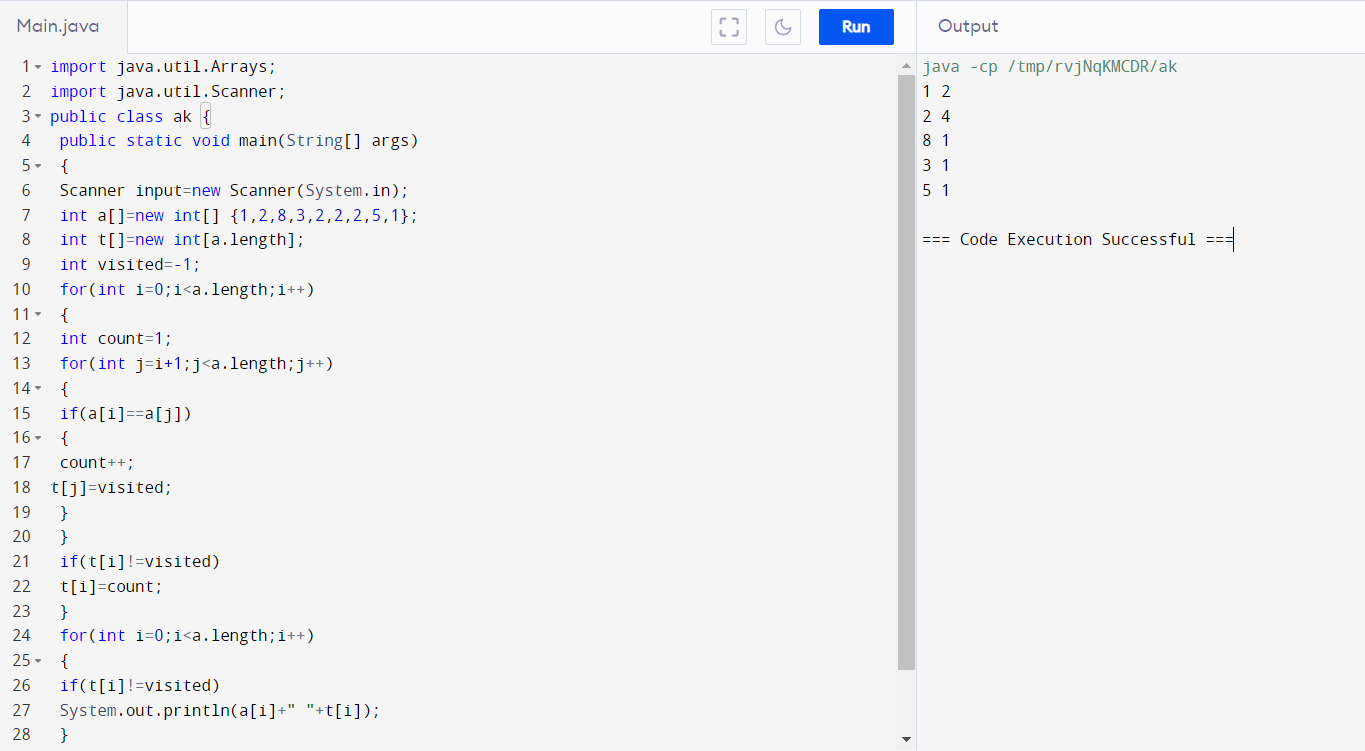 Main.java
Run
Output
1 import java.util.Arrays;
2 import java.util.Scanner;
3 public class ak {
4 public static void main(String[] args)
5 {
6 Scanner input=new Scanner(System.in);
7 int a[]=new int[] {1,2,8,3,2,2,2,5,1};
8 int t[]=new int[a.length];
9 int visited=-1;
10 for(int i=0;i<a.length;i++)
11 {
12 int count=1;
13 for(int j=i+1;j<a.length;j++)
14 {
15 if(a[i]==a[j])
16 {
17 count++;
18 t[j]=visited;
19 }
20 }
21 if(t[i]!=visited)
22 t[i]=count;
23 }
24 for(int i=0;i<a.length;i++)
25 {
26 if(t[i]!=visited)
27 System.out.println(a[i]+" "+t[i]);
28 }
java -cp /tmp/rvjNqKMCDR/ak
1 2
2 4
8 1
3 1
5 1
=== Code Execution Successful ===